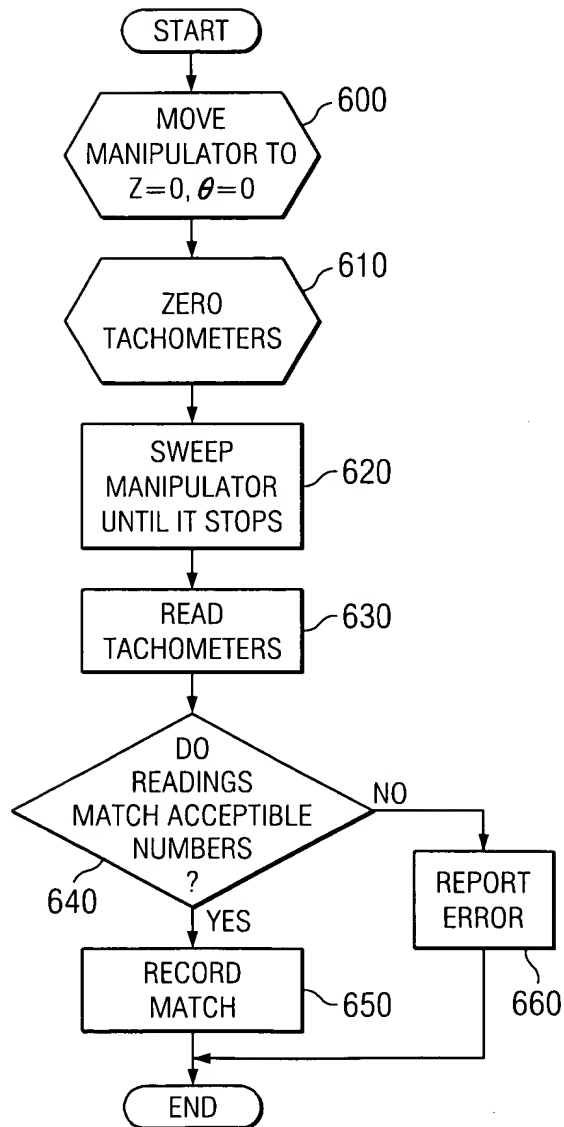 START
600
MOVE
MANIPULATOR TO
Z=0, θ=0
610
ZERO
TACHOMETERS
SWEEP
MANIPULATOR
UNTIL IT STOPS
620
READ
TACHOMETERS
630
DO
READINGS
MATCH ACCEPTIBLE
NUMBERS
?
640
NO
YES
REPORT
ERROR
660
RECORD
MATCH
650
END